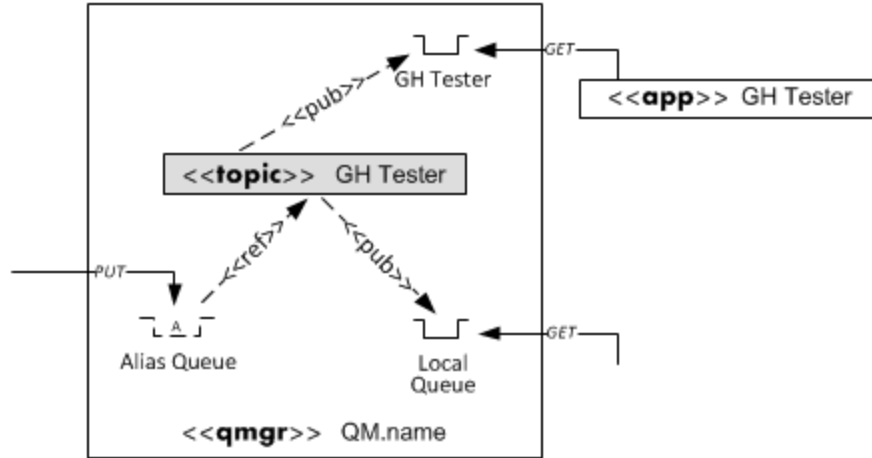 GET
GH Tester
<<app>> GH Tester
<<pub>>
<<topic>> GH Tester
<<ref>>
<<pub>>
PUT
A
GET
Alias Queue
Local
Queue
<<qmgr>> QM.name